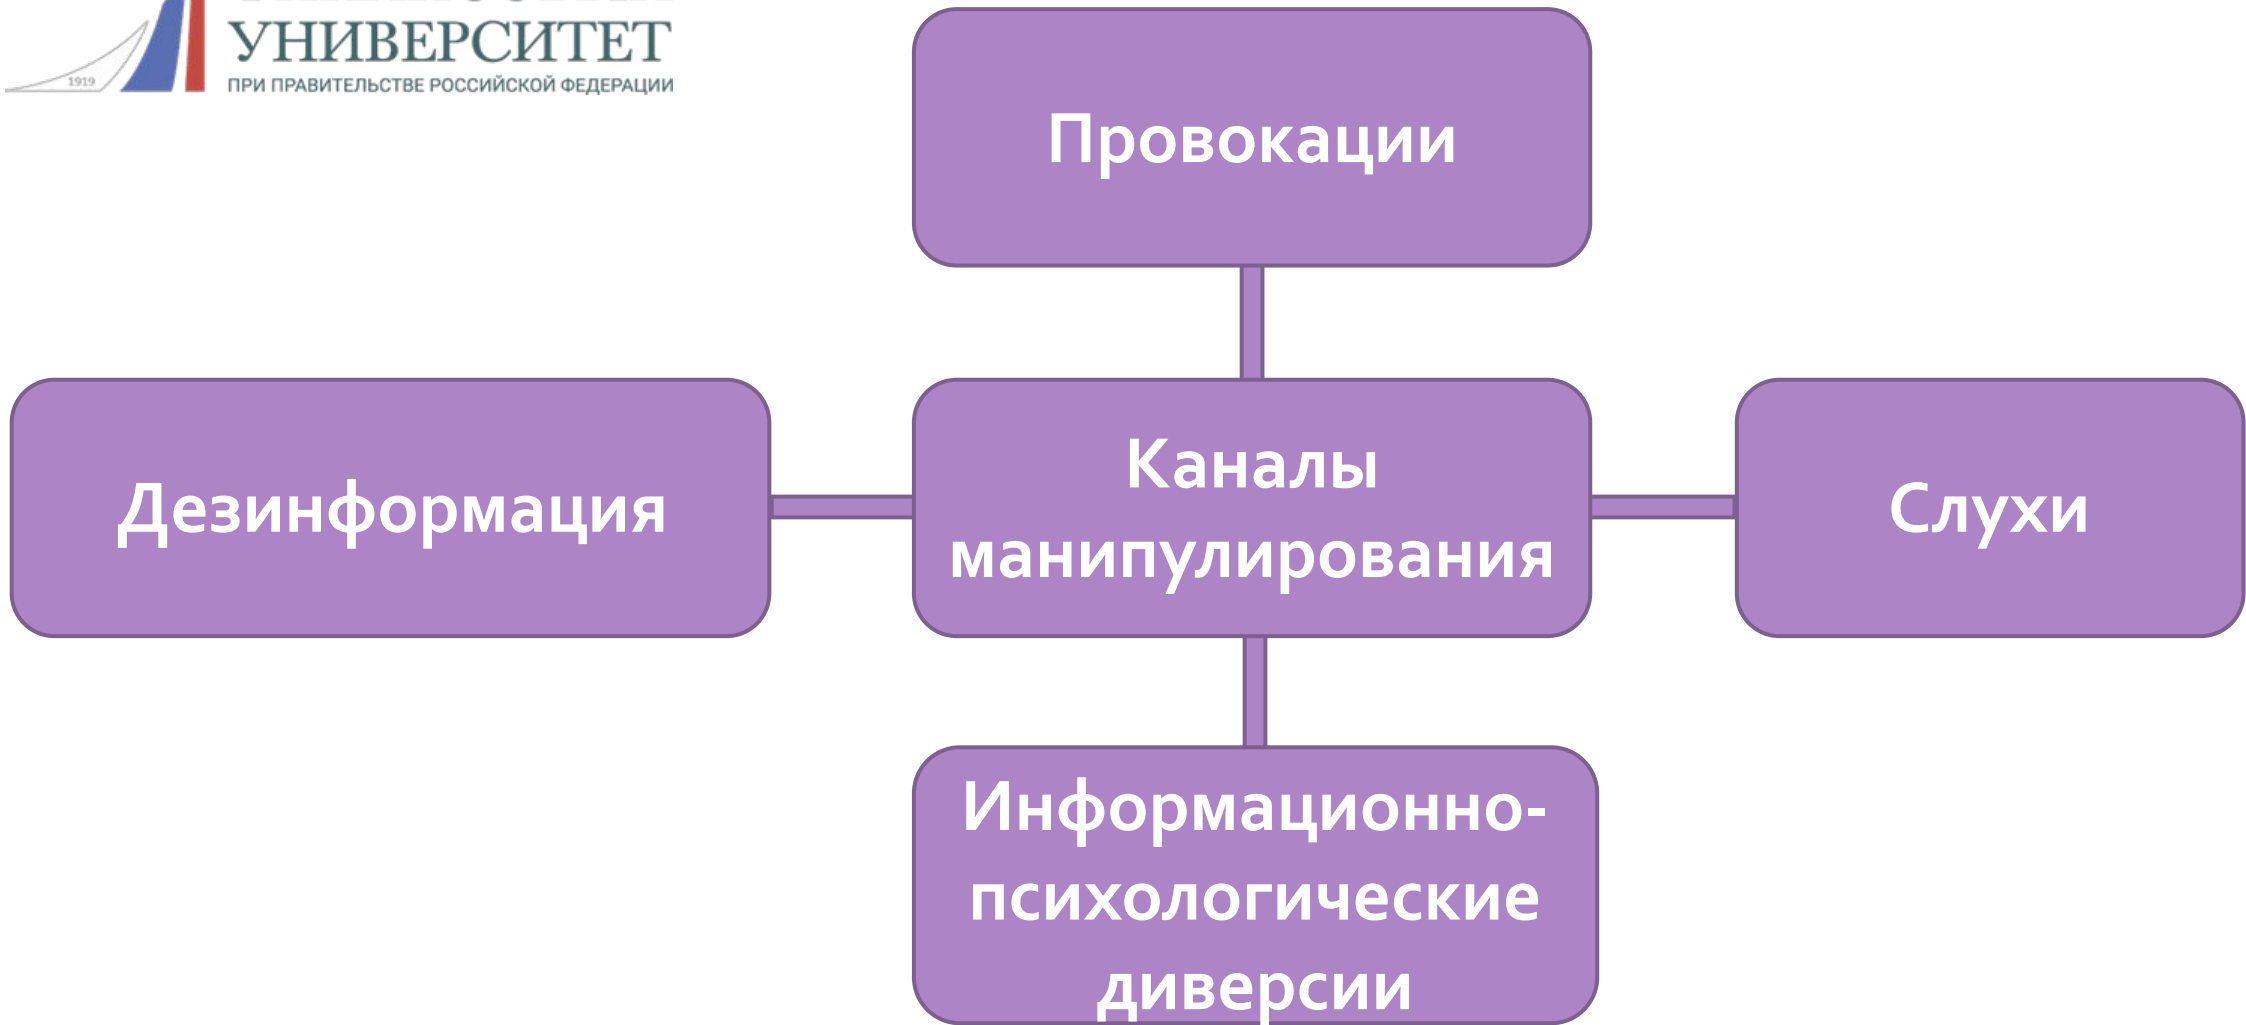 УНИВЕРСИТЕТ
ПРИ ПРАВИТЕЛЬСТВЕ РОССИЙСКОЙ ФЕДЕРАЦИИ
1919
Провокации
Дезинформация
Каналы
манипулирования
Слухи
Информационно-
психологические
диверсии